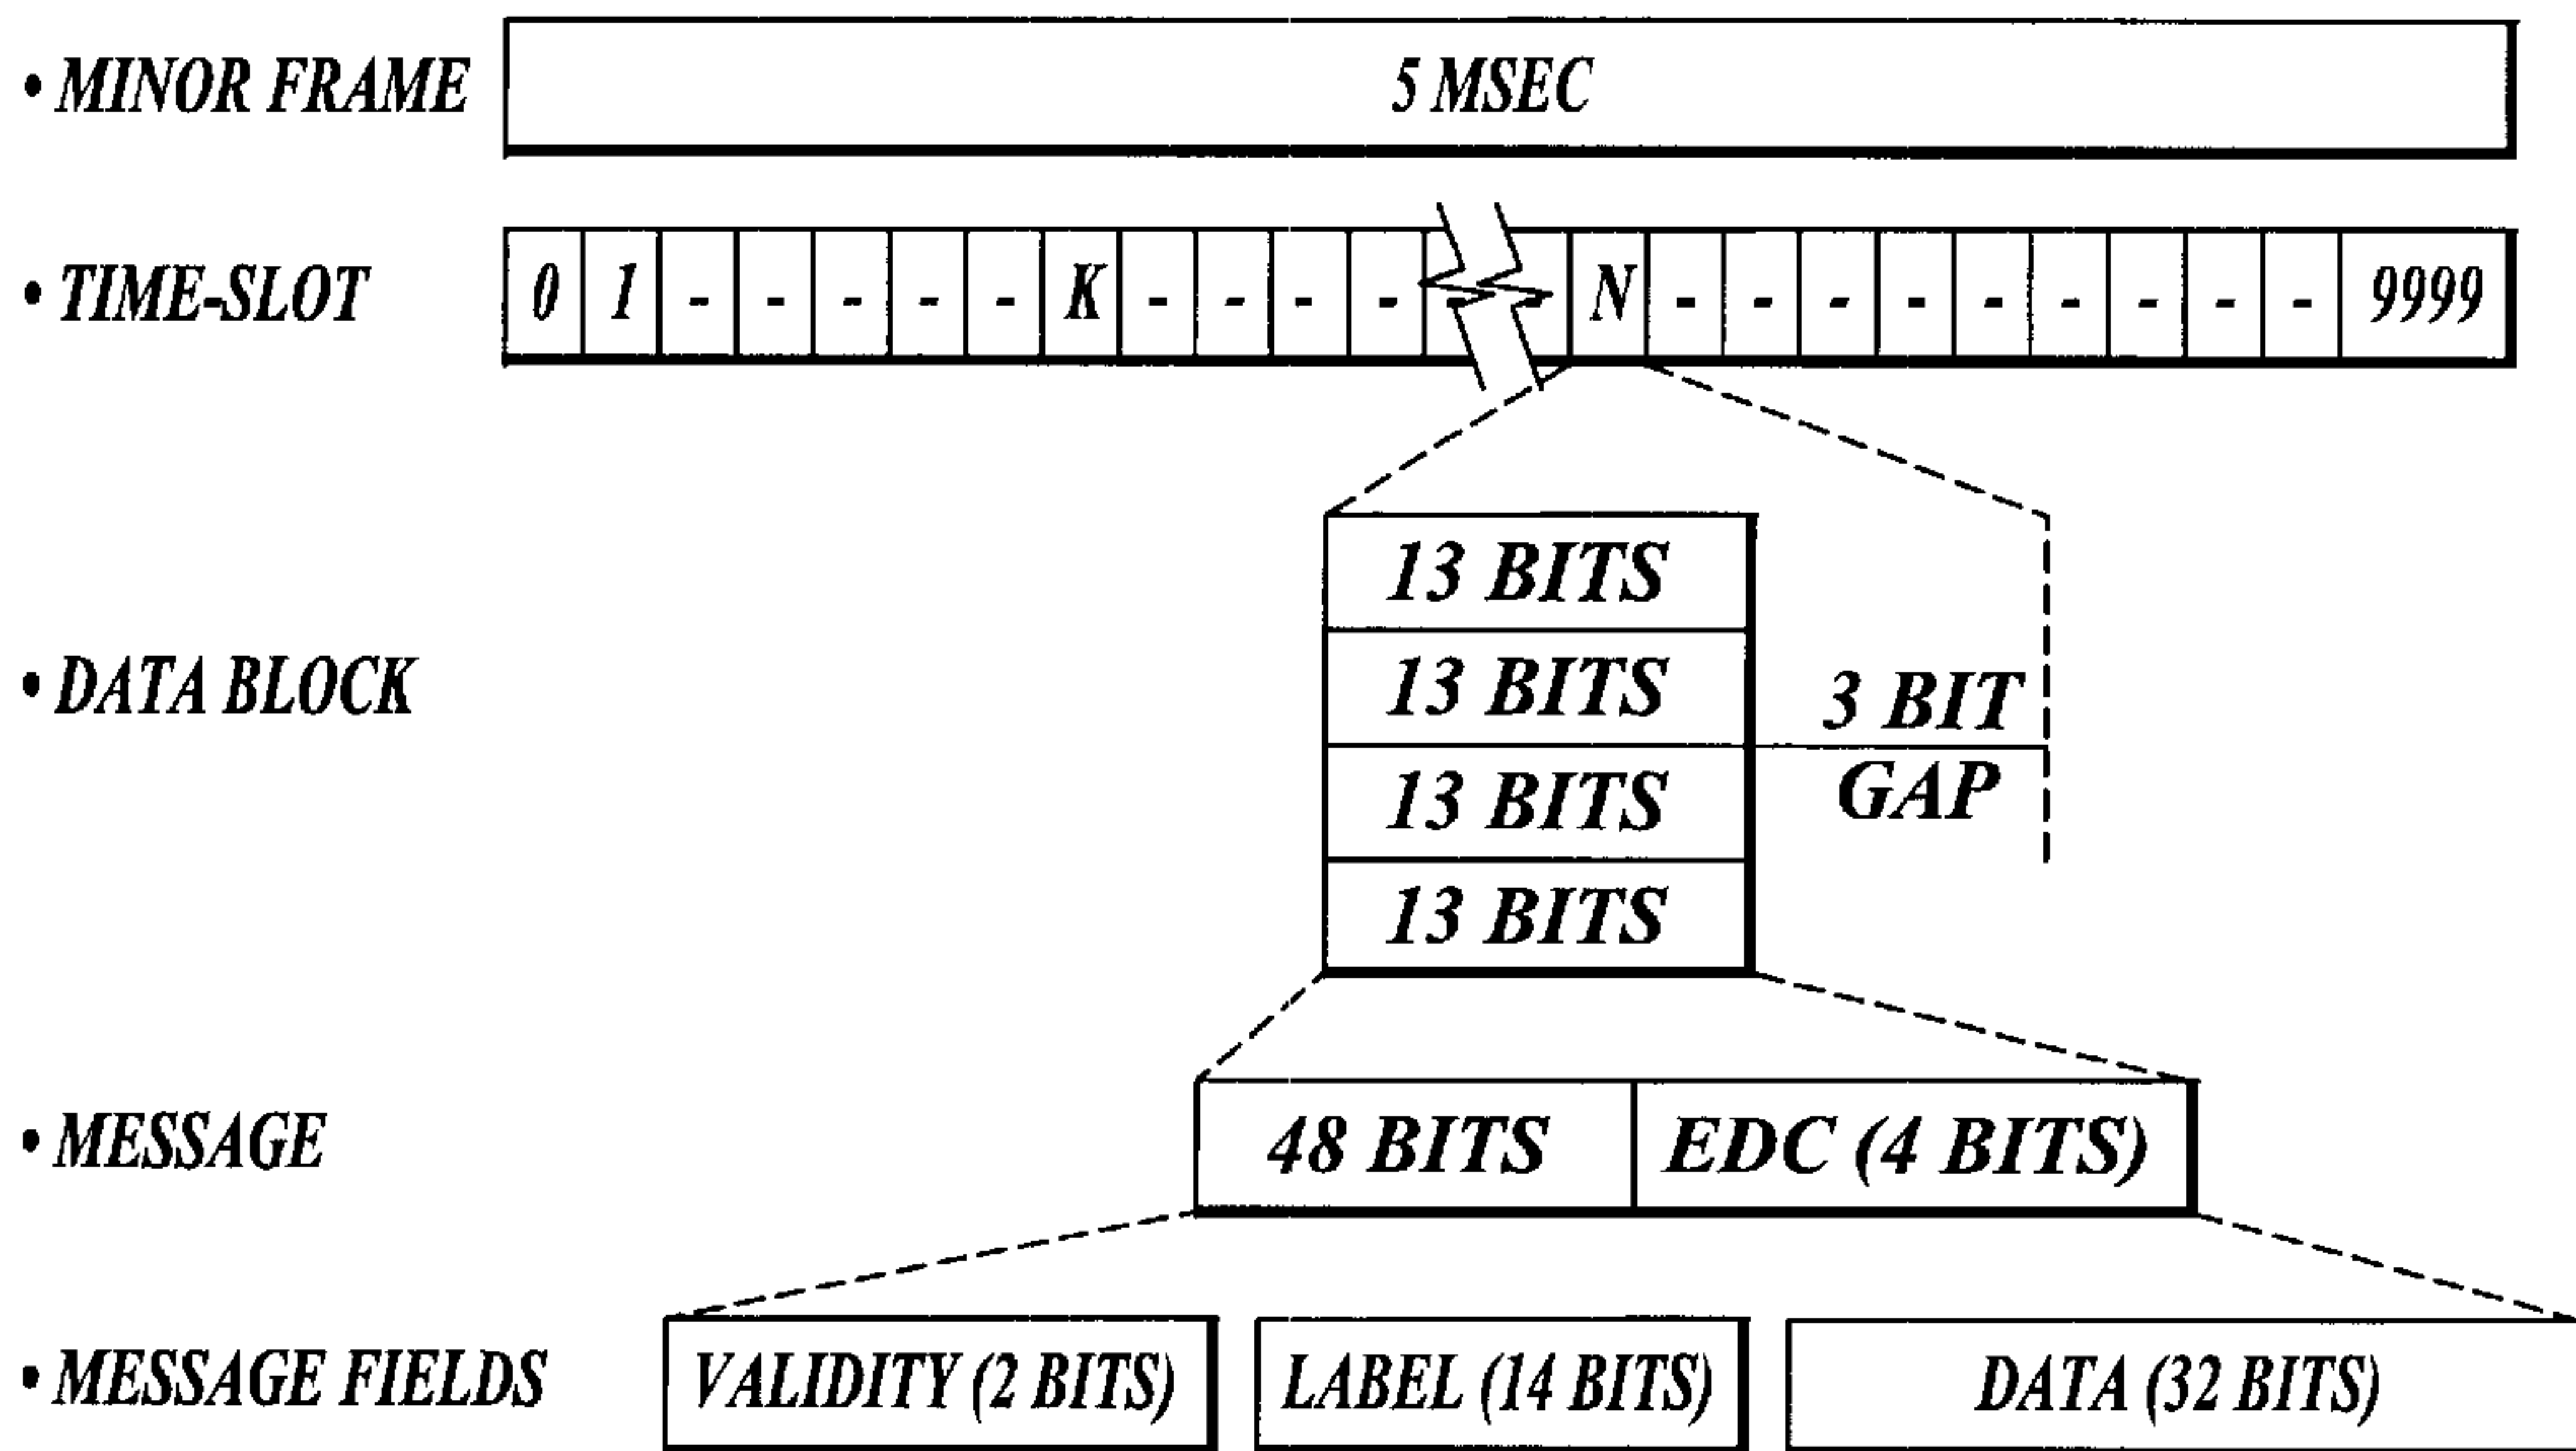 • MINOR FRAME 5 MSEC
• TIME-SLOT 0 1 - - - - - K - - - - - - N - - - - - - - - - 9999
• DATA BLOCK
13 BITS
13 BITS
3 BIT
13 BITS
GAP
13 BITS
• MESSAGE 48 BITS EDC (4 BITS)
• MESSAGE FIELDS VALIDITY (2 BITS) LABEL (14 BITS) DATA (32 BITS)